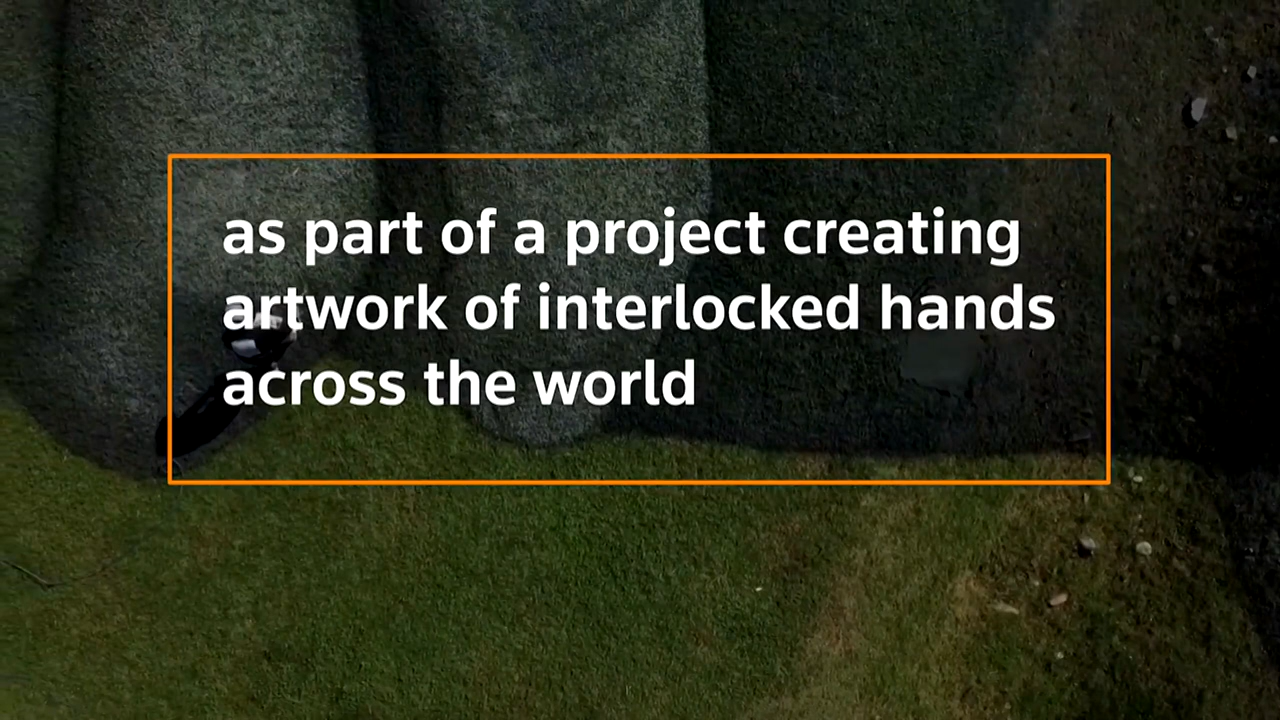 as part of a project creating
artwork of interlocked hands
across the world